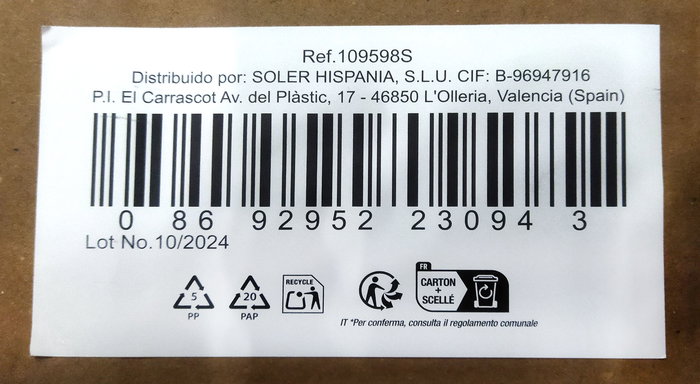 Ref.109598S
Distribuido por: SOLER HISPANIA, S.L.U. CIF: B-96947916
P.I. El Carrascot Av. del Plàstic, 17 - 46850 L'Olleria, Valencia (Spain)
0 86 92952 23094 3
Lot No.10/2024
5
PP
20
PAP
RECYCLE
FR
CARTON
+
SCELLÉ
IT *Per conferma, consulta il regolamento comunale